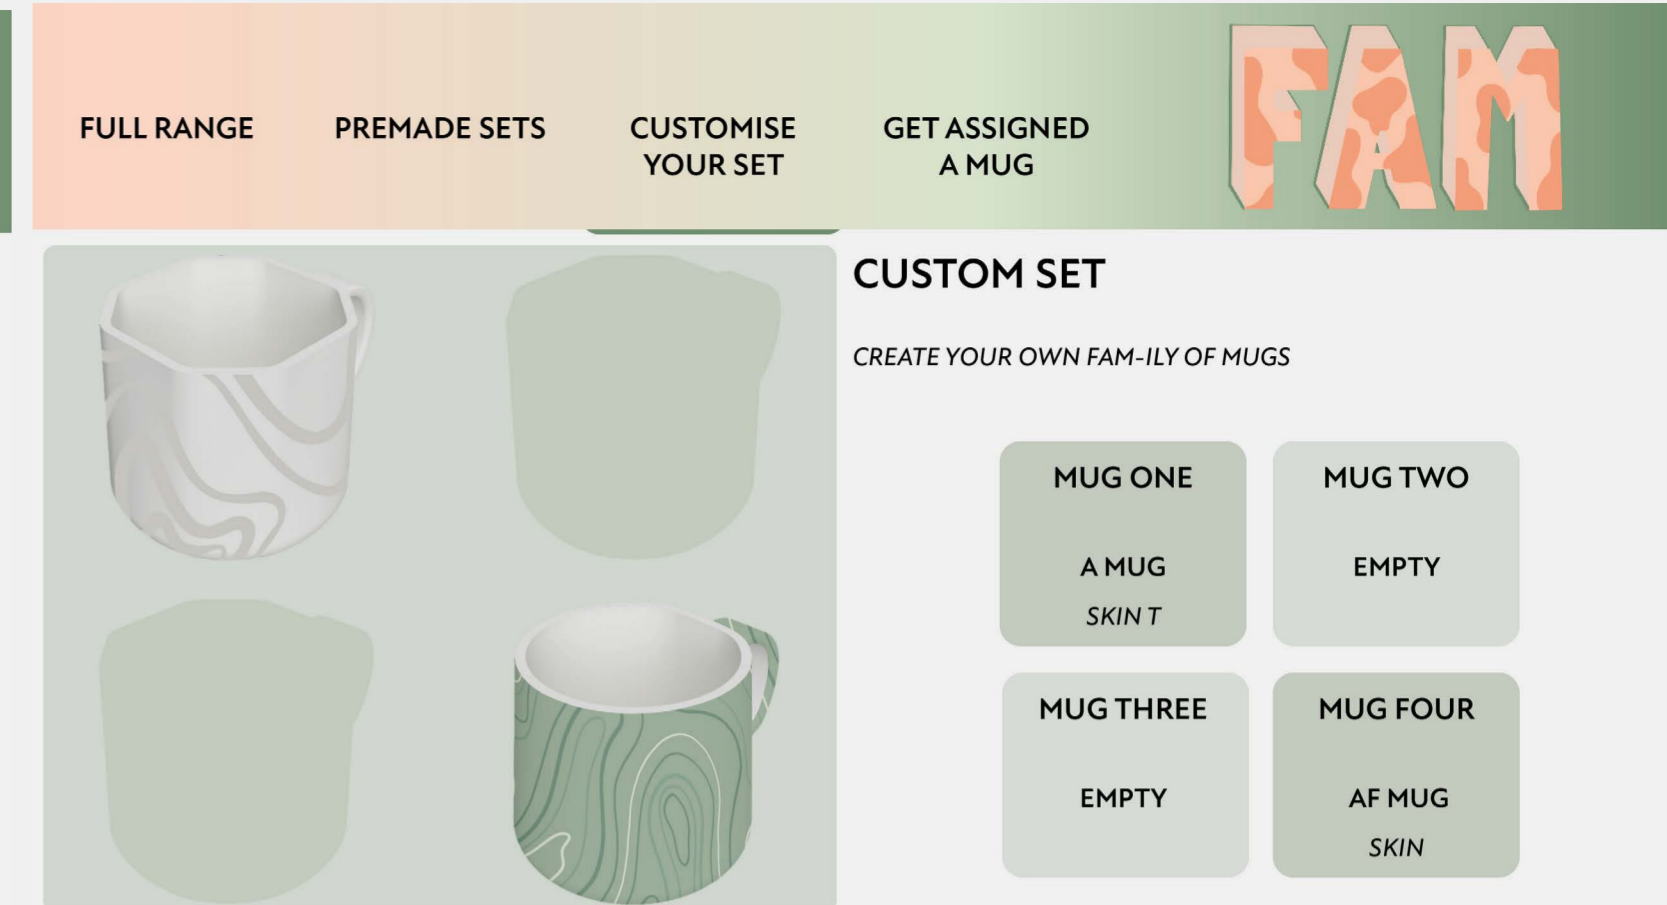 FULL RANGE
PREMADE SETS
CUSTOMISE
YOUR SET
GET ASSIGNED
A MUG
FAM
CUSTOM SET
CREATE YOUR OWN FAM-ILY OF MUGS
MUG ONE
A MUG
SKIN T
MUG TWO
EMPTY
MUG THREE
EMPTY
MUG FOUR
AF MUG
SKIN